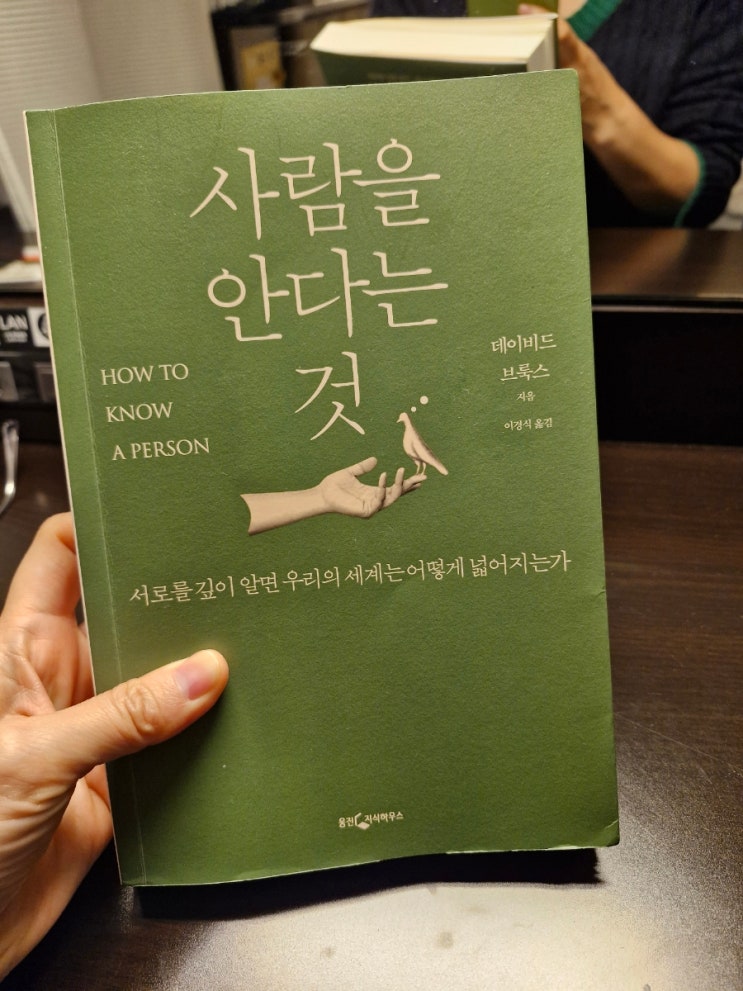 사람을
안다는
것
HOW TO
KNOW
A PERSON
데이비드
브룩스
지음
이경식 옮김
서로를 깊이 알면 우리의 세계는 어떻게 넓어지는가
웅진 지식하우스
LAN